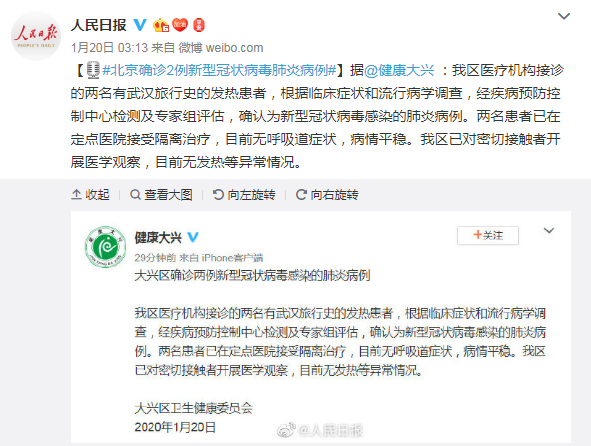 人民日报
PEOPLE'S DAILY
人民日报
1月20日 03:13 来自 微博 weibo.com
【#北京确诊2例新型冠状病毒肺炎病例#】据@健康大兴 ：我区医疗机构接诊
的两名有武汉旅行史的发热患者，根据临床症状和流行病学调查，经疾病预防控
制中心检测及专家组评估，确认为新型冠状病毒感染的肺炎病例。两名患者已在
定点医院接受隔离治疗，目前无呼吸道症状，病情平稳。我区已对密切接触者开
展医学观察，目前无发热等异常情况。
收起 查看大图 向左旋转 向右旋转
健康大兴
+关注
29分钟前 来自 iPhone客户端
大兴区确诊两例新型冠状病毒感染的肺炎病例
我区医疗机构接诊的两名有武汉旅行史的发热患者，根据临床症状和流行病学调
查，经疾病预防控制中心检测及专家组评估，确认为新型冠状病毒感染的肺炎病
例。两名患者已在定点医院接受隔离治疗，目前无呼吸道症状，病情平稳。我区
已对密切接触者开展医学观察，目前无发热等异常情况。
大兴区卫生健康委员会
2020年1月20日
@人民日报